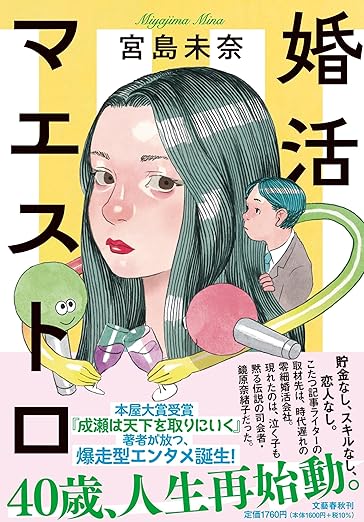 Miyajima Mina
宮島未奈
婚活
マエストロ
貯金なし、スキルなし、
恋人なし。
こたつ記事ライターの
取材先は、時代遅れの
零細婚活会社。
現れたのは、泣く子も
黙る伝説の司会者・
鏡原奈緒子だった。
本屋大賞受賞
『成瀬は天下を取りにいく』
著者が放つ、
爆走型エンタメ誕生!
40歳、人生再始動。
文藝春秋刊
定価1760円(本体1600円+税10%)